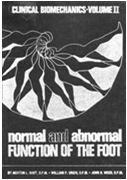 CLINICAL BIOMECHANICS-VOLUME II
normal and abnormal
FUNCTION OF THE FOOT